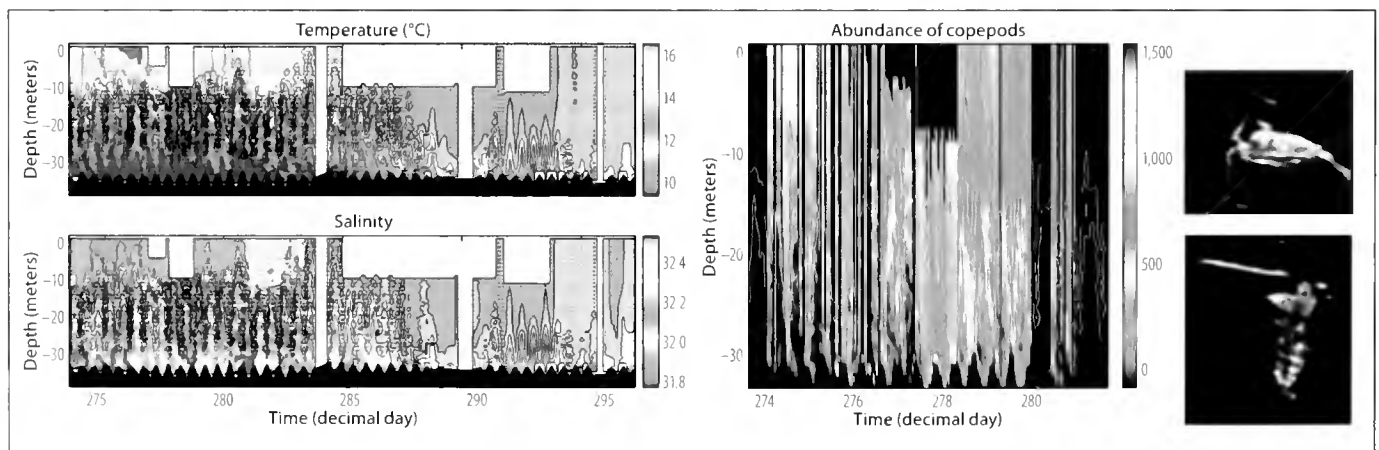 Temperature (°C)
Depth (meters)
0
-10
-20
-30
16
14
12
10
Salinity
Depth (meters)
0
-10
-20
-30
32.4
32.2
32.0
31.8
275 280 285 290 295
Time (decimal day)
Abundance of copepods
Depth (meters)
0
-10
-20
-30
1,500
1,000
500
0
274 276 278 280
Time (decimal day)